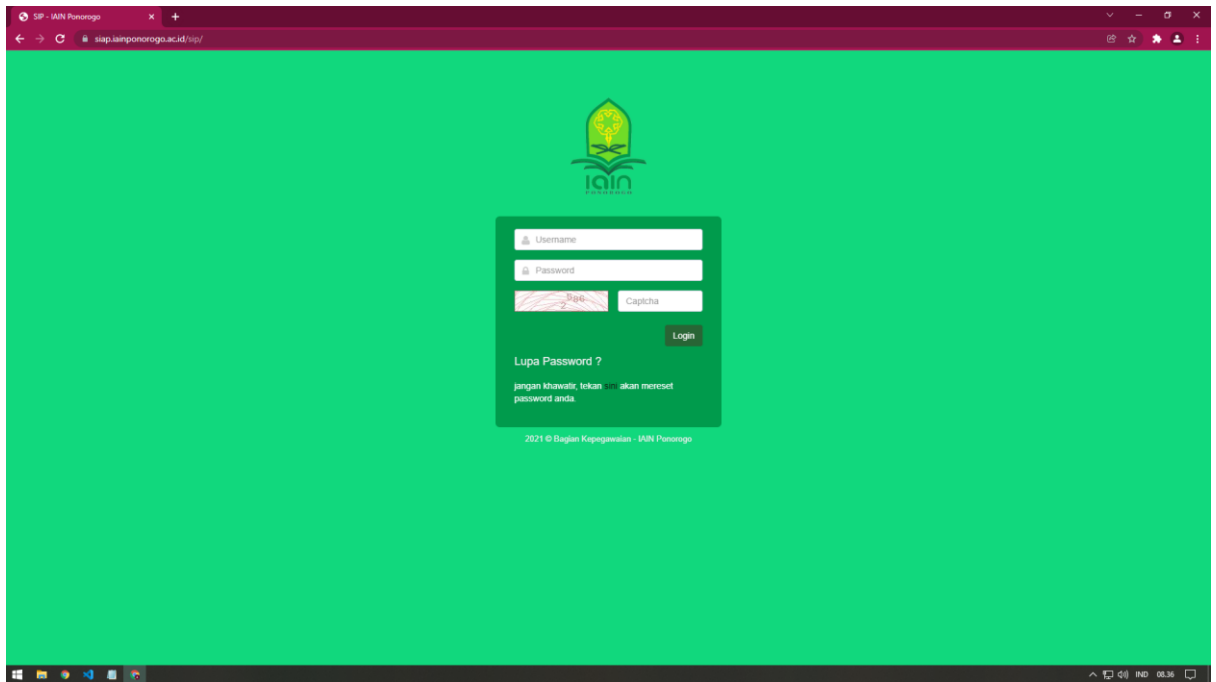 SIP - IAIN Ponorogo
siap.iainponorogo.ac.id/sip/
iain
PONOROGO
Username
Password
Captcha
Login
Lupa Password ?
jangan khawatir, tekan sini akan mereset
password anda.
2021 © Bagian Kepegawaian - IAIN Ponorogo
IND 08.36